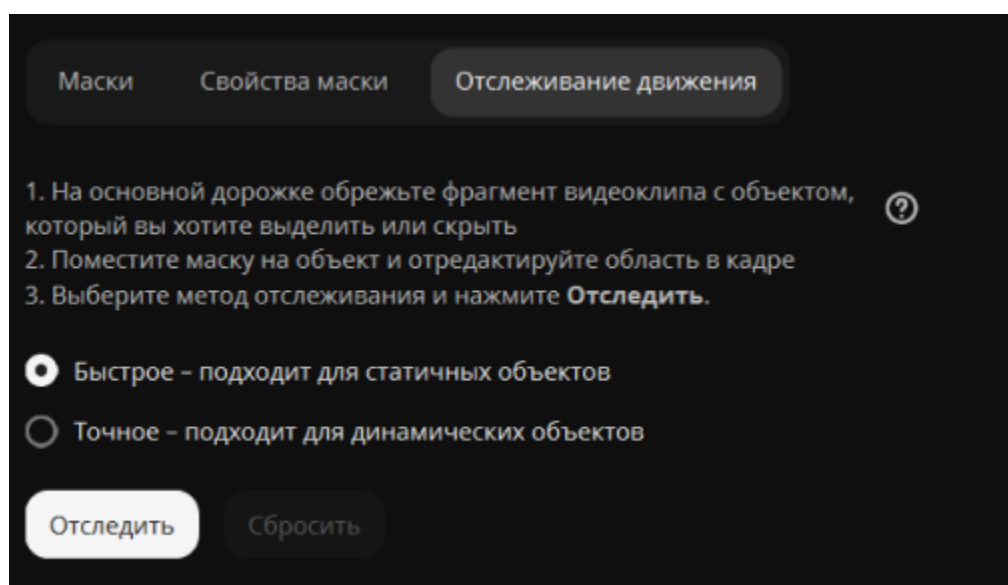 Маски Свойства маски Отслеживание движения
1. На основной дорожке обрежьте фрагмент видеоклипа с объектом,
который вы хотите выделить или скрыть
2. Поместите маску на объект и отредактируйте область в кадре
3. Выберите метод отслеживания и нажмите Отследить.
Быстрое – подходит для статичных объектов
Точное – подходит для динамических объектов
Отследить Сбросить